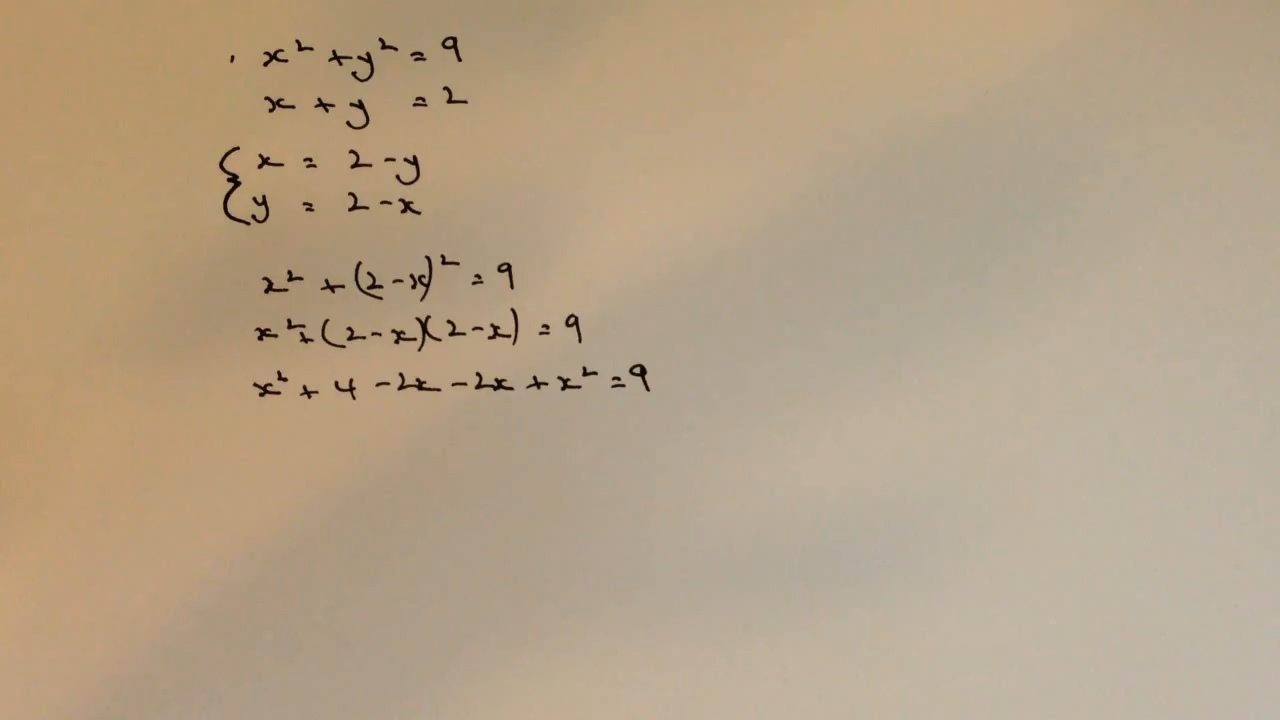 x² + y² = 9
x + y = 2
{ x = 2 - y
y = 2 - x
x² + (2 - x)² = 9
x² + (2 - x)(2 - x) = 9
x² + 4 - 2x - 2x + x² = 9